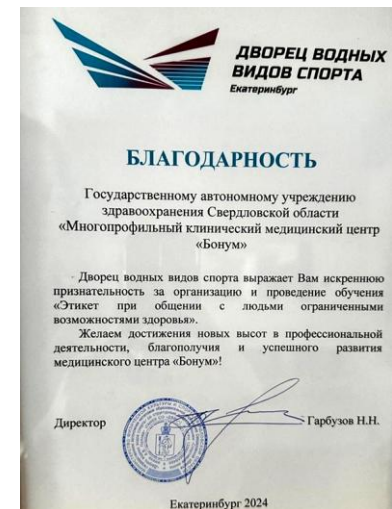 ДВОРЕЦ ВОДНЫХ
ВИДОВ СПОРТА
Екатеринбург
БЛАГОДАРНОСТЬ
Государственному автономному учреждению
здравоохранения Свердловской области
«Многопрофильный клинический медицинский центр
«Бонум»
Дворец водных видов спорта выражает Вам искреннюю
признательность за организацию и проведение обучения
«Этикет при общении с людьми ограниченными
возможностями здоровья».
Желаем достижения новых высот в профессиональной
деятельности, благополучия и успешного развития
медицинского центра «Бонум»!
Директор Гарбузов Н.Н.
Екатеринбург 2024